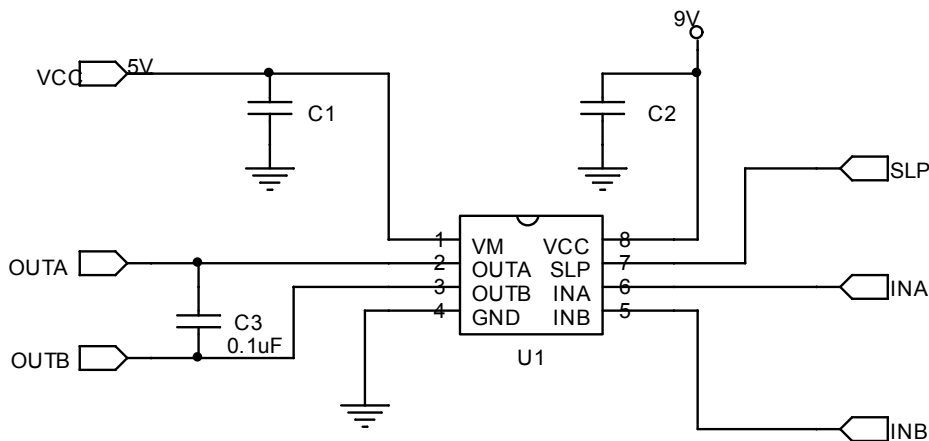 9V
VCC 5V
C1
C2
SLP
1 VM VCC 8
OUTA 2 OUTA SLP 7
3 OUTB INA 6 INA
4 GND INB 5
C3
0.1uF
OUTB
U1
INB